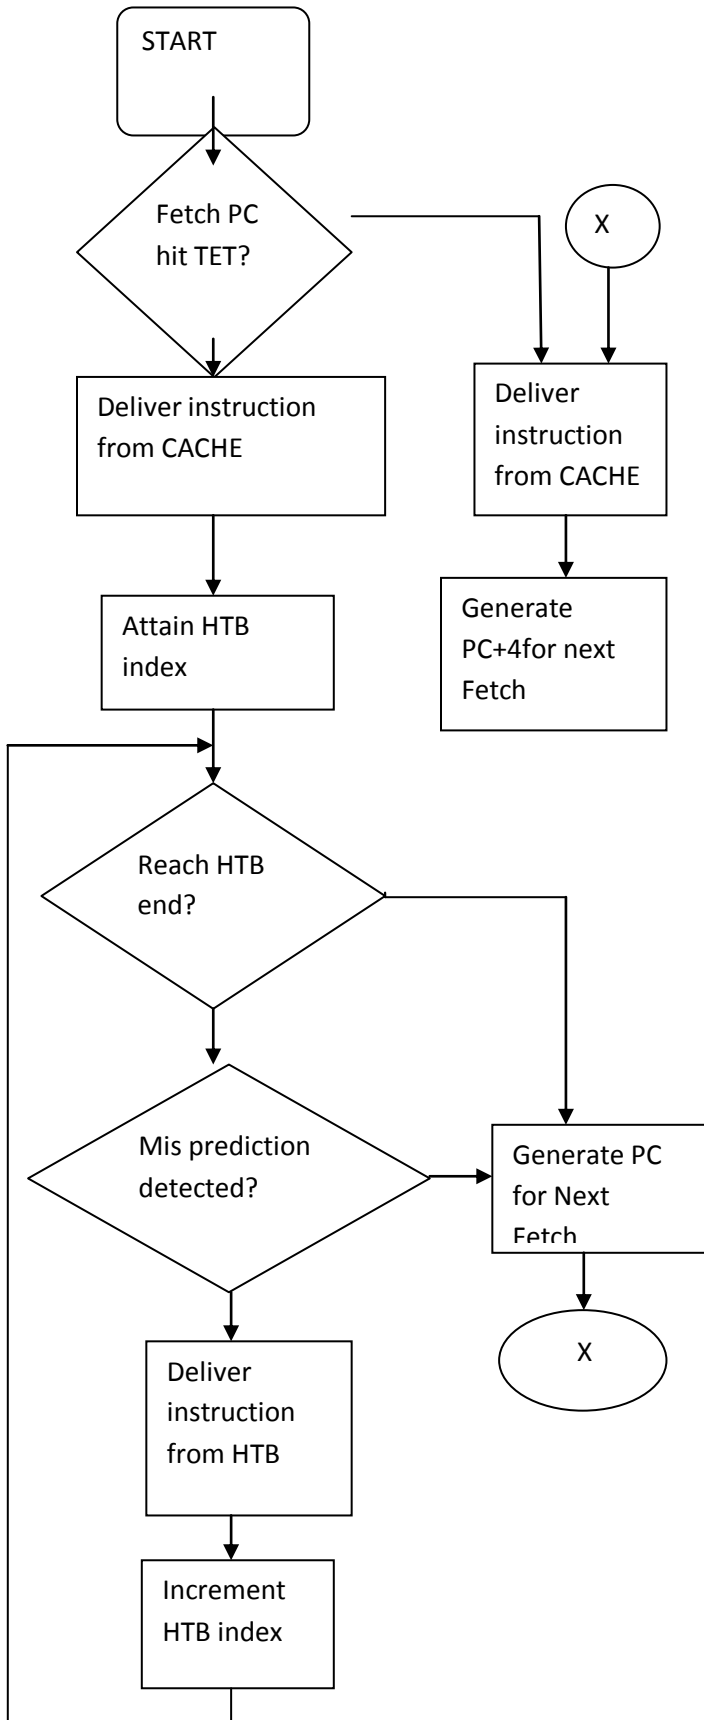 START
Fetch PC
hit TET?
X
Deliver instruction
from CACHE
Deliver
instruction
from CACHE
Attain HTB
index
Generate
PC+4for next
Fetch
Reach HTB
end?
Mis prediction
detected?
Generate PC
for Next
Fetch
X
Deliver
instruction
from HTB
Increment
HTB index